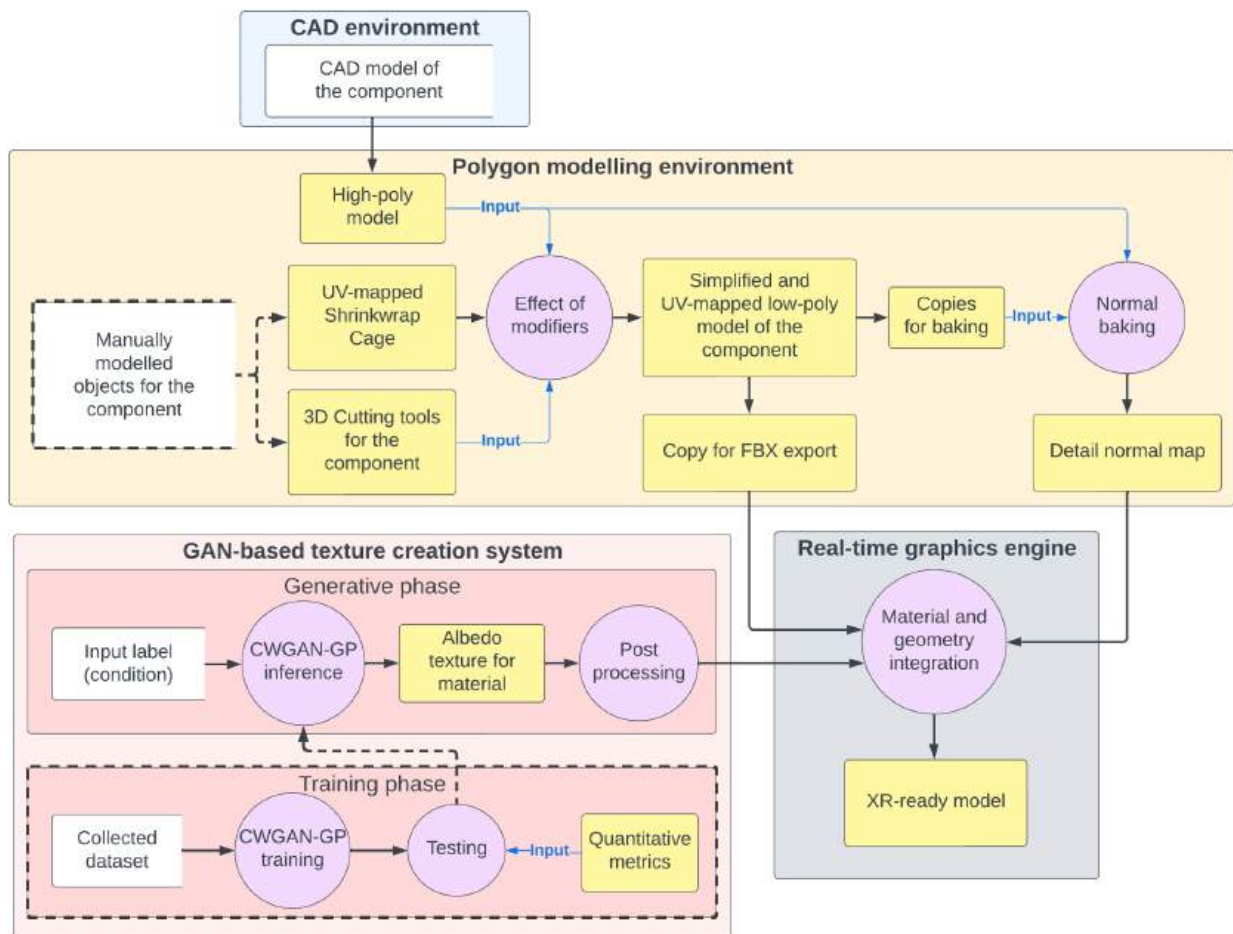 CAD environment
CAD model of
the component
Polygon modelling environment
High-poly
model
Input
Manually
modelled
objects for the
component
UV-mapped
Shrinkwrap
Cage
3D Cutting tools
for the
component
Input
Effect of
modifiers
Simplified and
UV-mapped low-poly
model of the
component
Copies
for baking
Input
Normal
baking
Copy for FBX export
Detail normal map
GAN-based texture creation system
Generative phase
Input label
(condition)
CWGAN-GP
inference
Albedo
texture for
material
Post
processing
Training phase
Collected
dataset
CWGAN-GP
training
Testing
Input
Quantitative
metrics
Real-time graphics engine
Material and
geometry
integration
XR-ready model